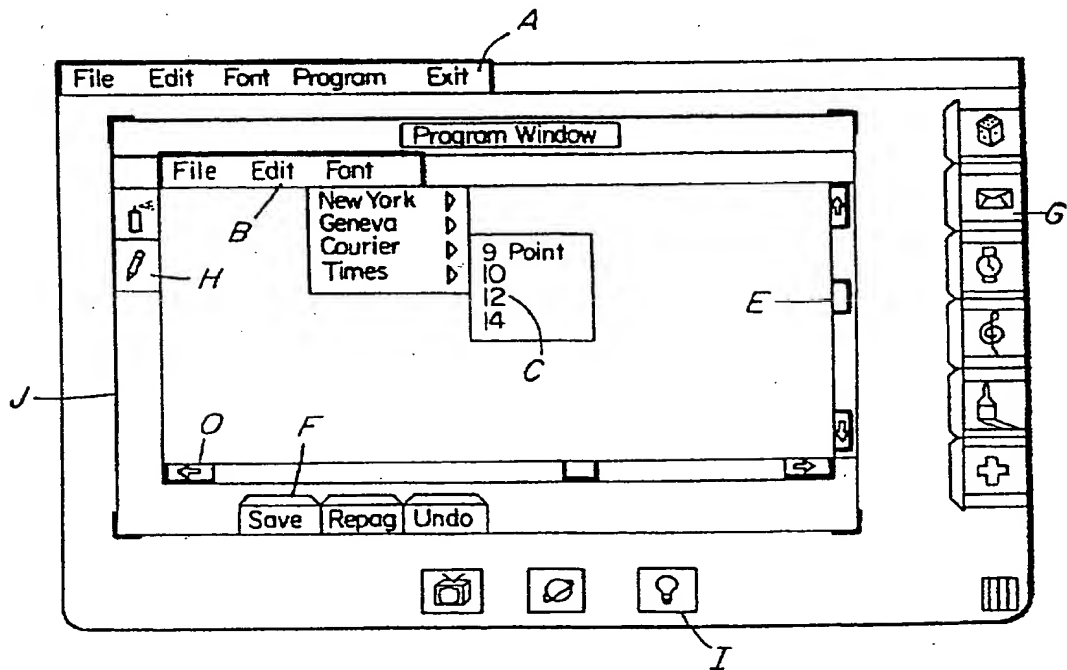 A
File Edit Font Program Exit
Program Window
File Edit Font
B
New York
Geneva
Courier
Times
9 Point
10
12
14
C
E
G
H
J
O
F
Save Repag Undo
I